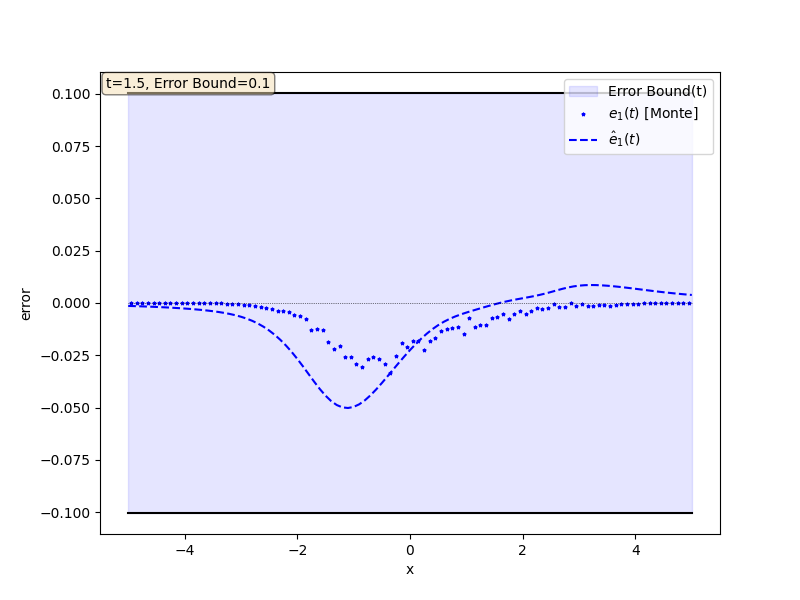 t=1.5, Error Bound=0.1
Error Bound(t)
e₁(t) [Monte]
ê₁(t)
0.100
0.075
0.050
0.025
0.000
−0.025
−0.050
−0.075
−0.100
error
−4 −2 0 2 4
x